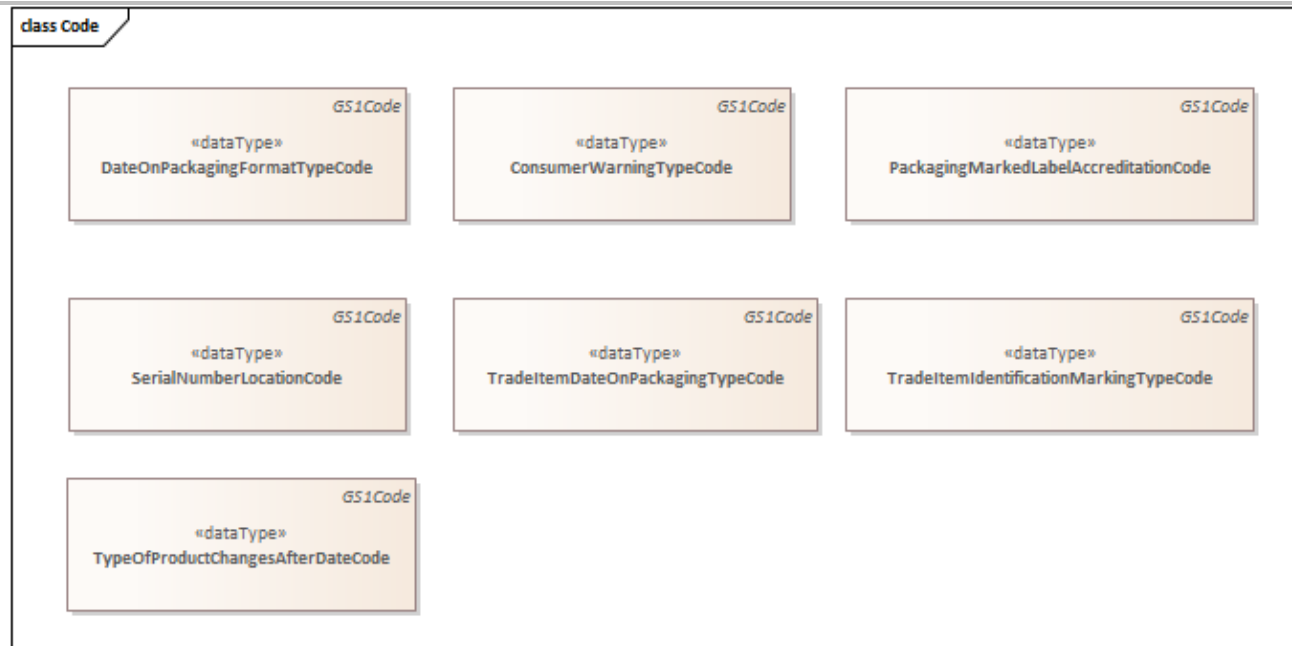 class Code
GS1Code
«dataType»
DateOnPackagingFormatTypeCode
GS1Code
«dataType»
ConsumerWarningTypeCode
GS1Code
«dataType»
PackagingMarkedLabelAccreditationCode
GS1Code
«dataType»
SerialNumberLocationCode
GS1Code
«dataType»
TradeItemDateOnPackagingTypeCode
GS1Code
«dataType»
TradeItemIdentificationMarkingTypeCode
GS1Code
«dataType»
TypeOfProductChangesAfterDateCode